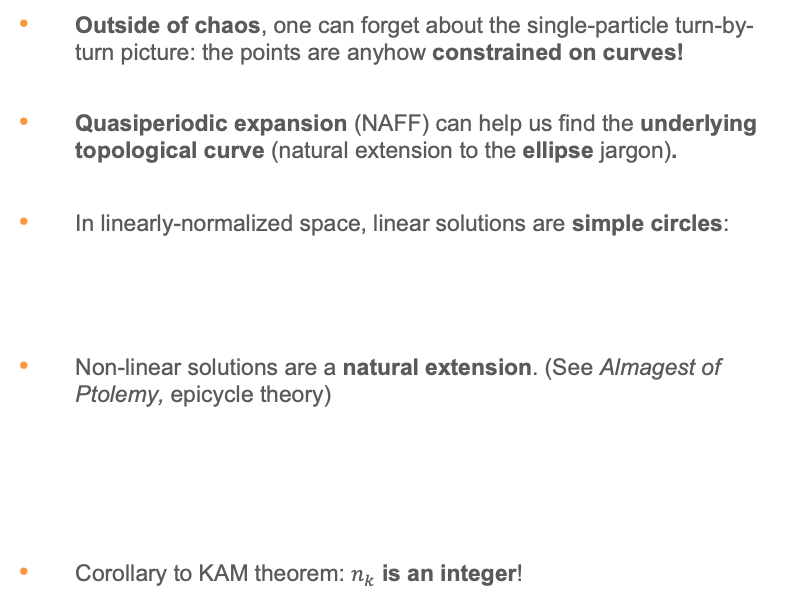 • Outside of chaos, one can forget about the single-particle turn-by-
turn picture: the points are anyhow constrained on curves!
• Quasiperiodic expansion (NAFF) can help us find the underlying
topological curve (natural extension to the ellipse jargon).
• In linearly-normalized space, linear solutions are simple circles:
• Non-linear solutions are a natural extension. (See Almagest of
Ptolemy, epicycle theory)
• Corollary to KAM theorem: nₖ is an integer!